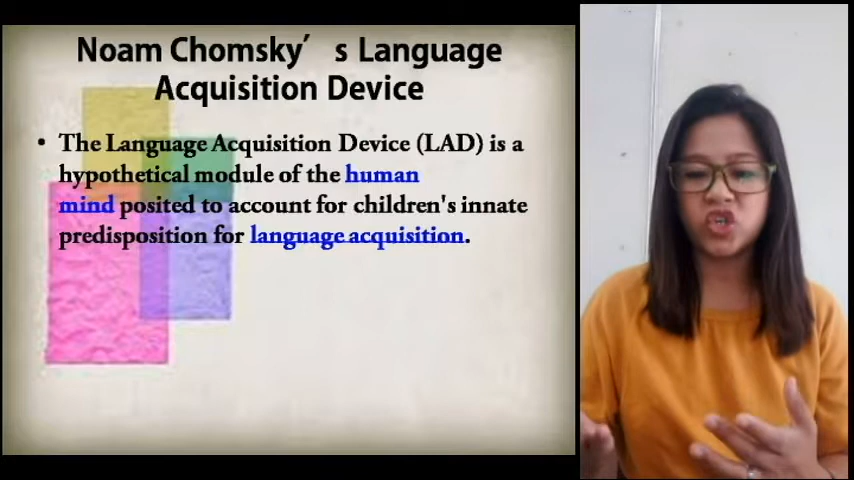 Noam Chomsky’ s Language
Acquisition Device
• The Language Acquisition Device (LAD) is a
hypothetical module of the human
mind posited to account for children's innate
predisposition for language acquisition.